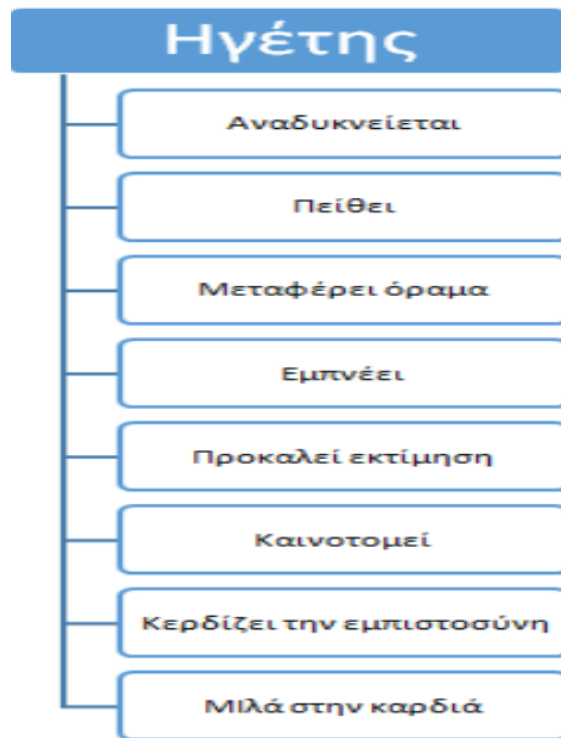 Ηγέτης
Αναδυκνείεται
Πείθει
Μεταφέρει όραμα
Εμπνέει
Προκαλεί εκτίμηση
Καινοτομεί
Κερδίζει την εμπιστοσύνη
ΜΙλά στην καρδιά